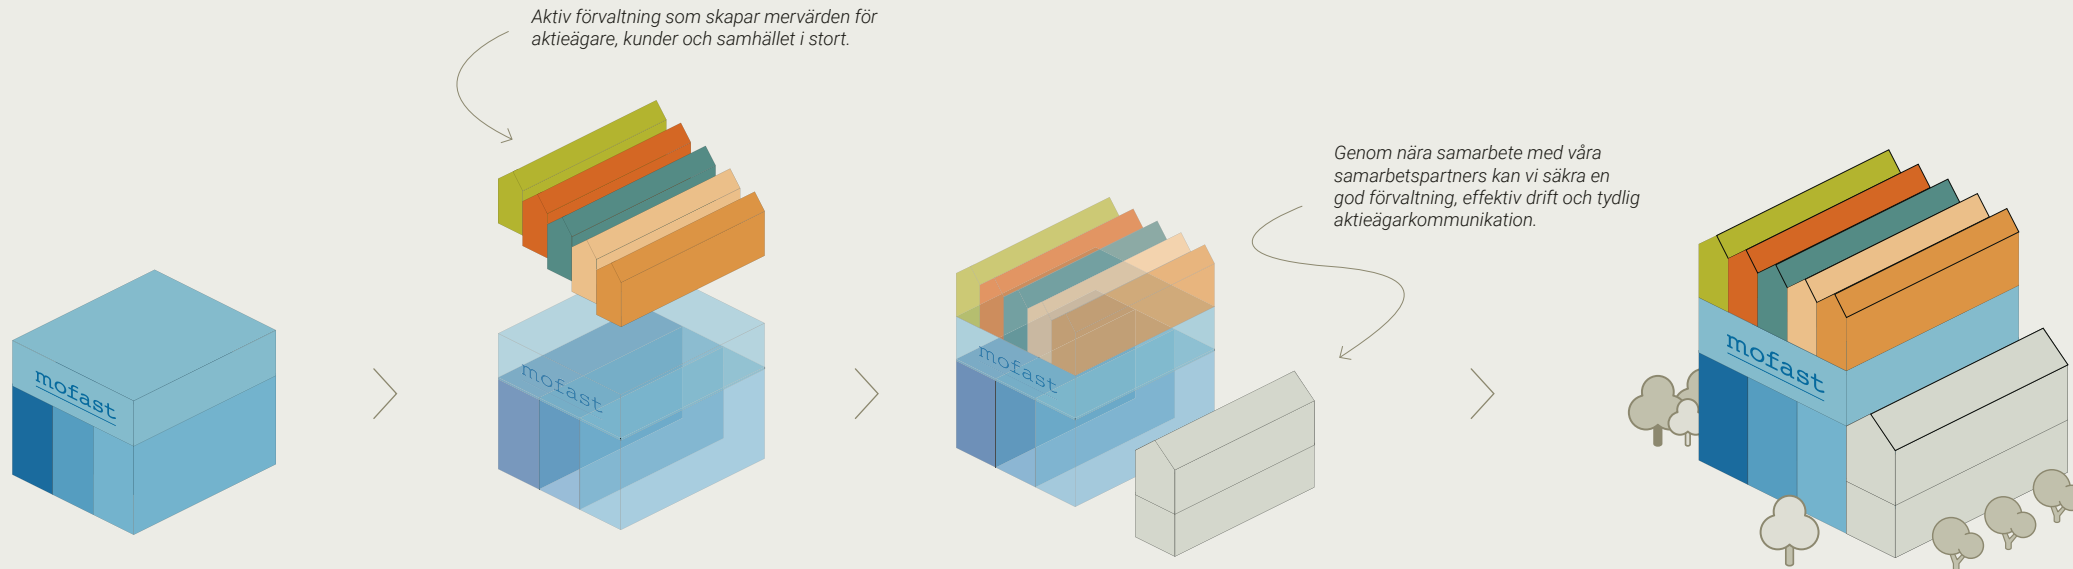 Aktiv förvaltning som skapar mervärden för
aktieägare, kunder och samhället i stort.
Genom nära samarbete med våra
samarbetspartners kan vi säkra en
god förvaltning, effektiv drift och tydlig
aktieägarkommunikation.
mofast
mofast
mofast
mofast